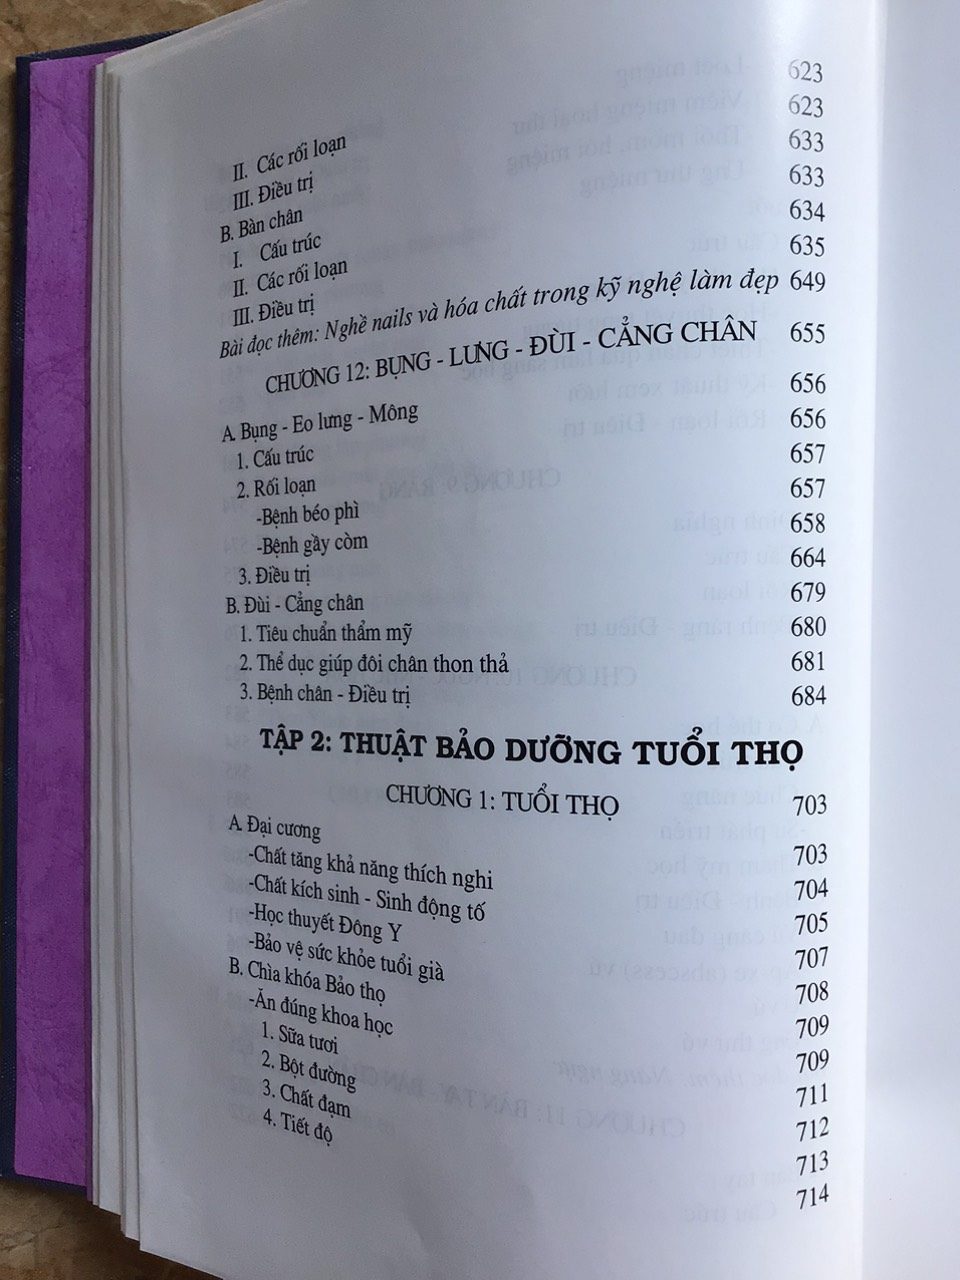 II. Các rối loạn 623
III. Điều trị 623
B. Bàn chân 633
I. Cấu trúc 633
II. Các rối loạn 634
III. Điều trị 635
Bài đọc thêm: Nghề nails và hóa chất trong kỹ nghệ làm đẹp 649
CHƯƠNG 12: BỤNG - LƯNG - ĐÙI - CẲNG CHÂN 655
A. Bụng - Eo lưng - Mông 656
1. Cấu trúc 656
2. Rối loạn 657
-Bệnh béo phì 657
-Bệnh gầy còm 658
3. Điều trị 664
B. Đùi - Cẳng chân 679
1. Tiêu chuẩn thẩm mỹ 680
2. Thể dục giúp đôi chân thon thả 681
3. Bệnh chân - Điều trị 684
TẬP 2: THUẬT BẢO DƯỠNG TUỔI THỌ
CHƯƠNG 1: TUỔI THỌ 703
A. Đại cương 703
-Chất tăng khả năng thích nghi 704
-Chất kích sinh - Sinh động tố 705
-Học thuyết Đông Y 707
-Bảo vệ sức khỏe tuổi già 708
B. Chìa khóa Bảo thọ 709
-Ăn đúng khoa học 709
1. Sữa tươi 711
2. Bột đường 712
3. Chất đạm 713
4. Tiết độ 714